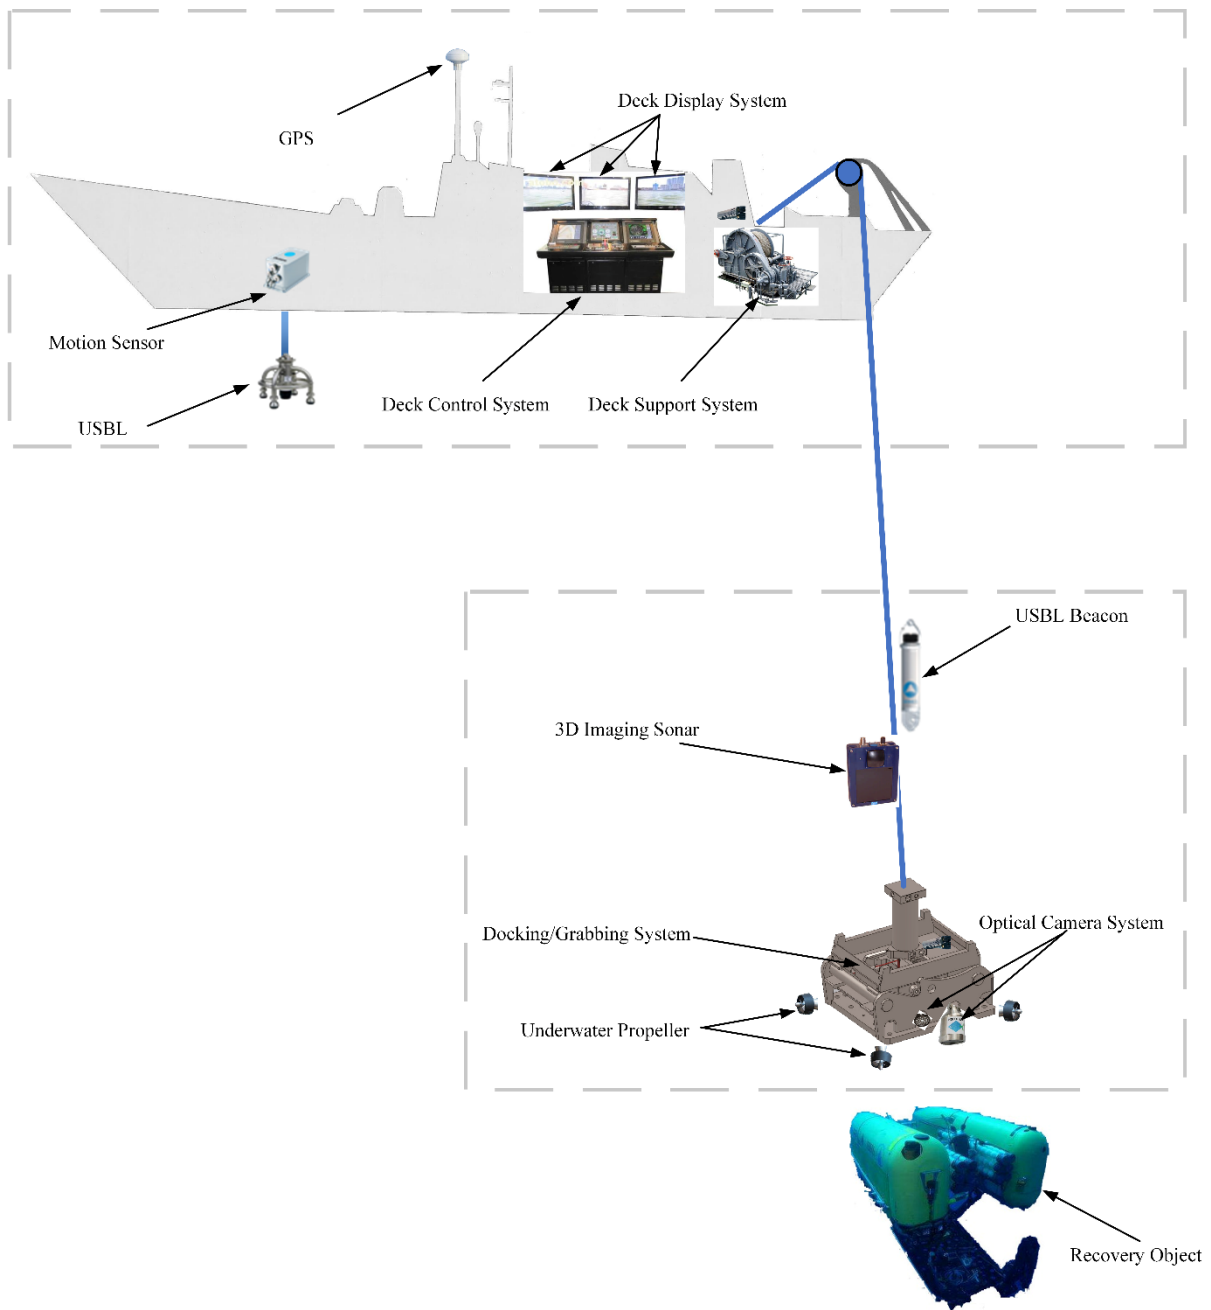 Deck Display System
GPS
Motion Sensor
USBL
Deck Control System
Deck Support System
USBL Beacon
3D Imaging Sonar
Optical Camera System
Docking/Grabbing System
Underwater Propeller
Recovery Object